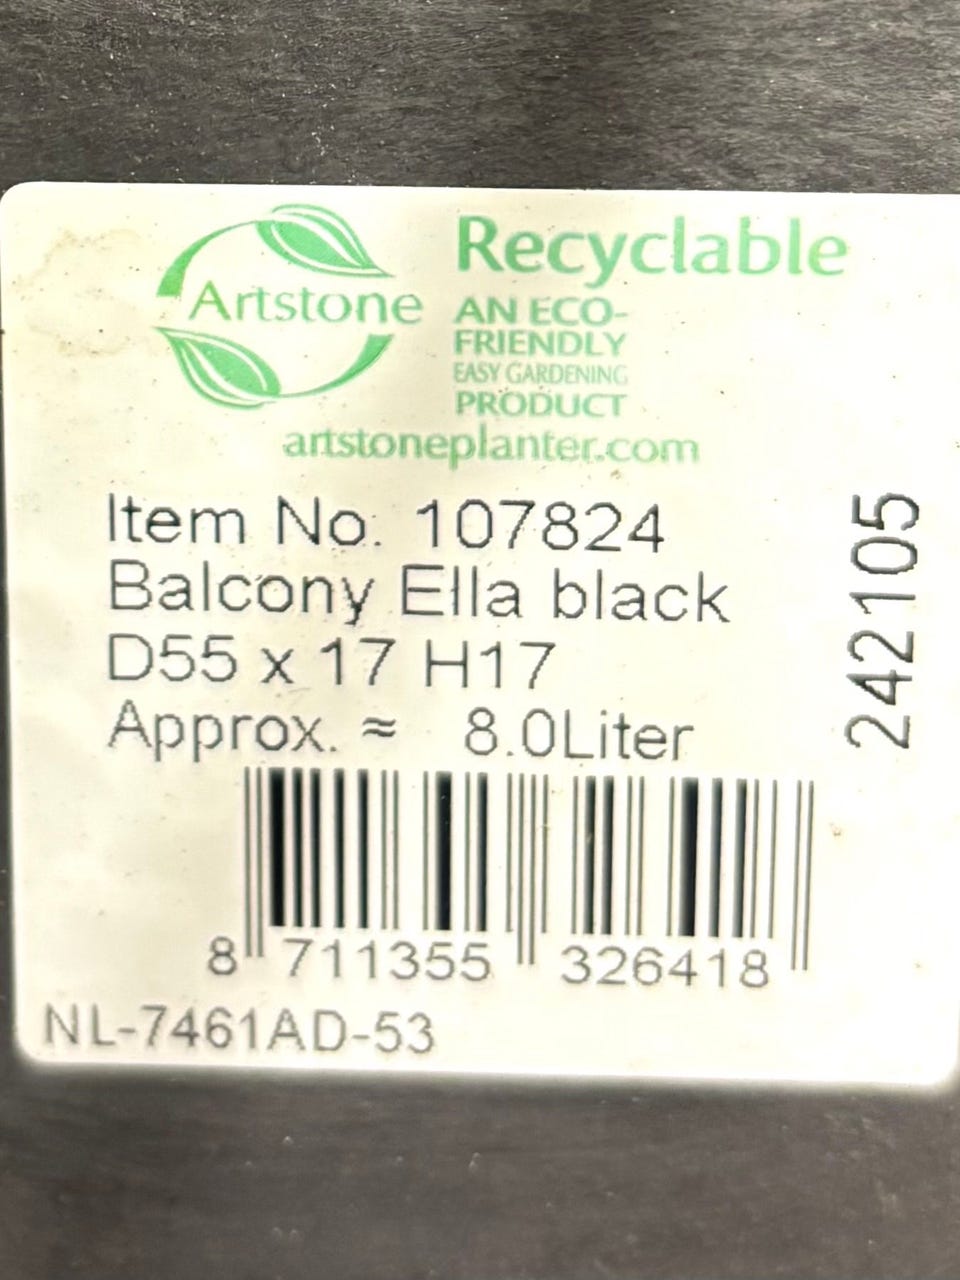 Artstone
Recyclable
AN ECO-
FRIENDLY
EASY GARDENING
PRODUCT
artstoneplanter.com
Item No. 107824
Balcony Ella black
D55 x 17 H17
Approx. ≈ 8.0Liter
242105
8 711355 326418
NL-7461AD-53